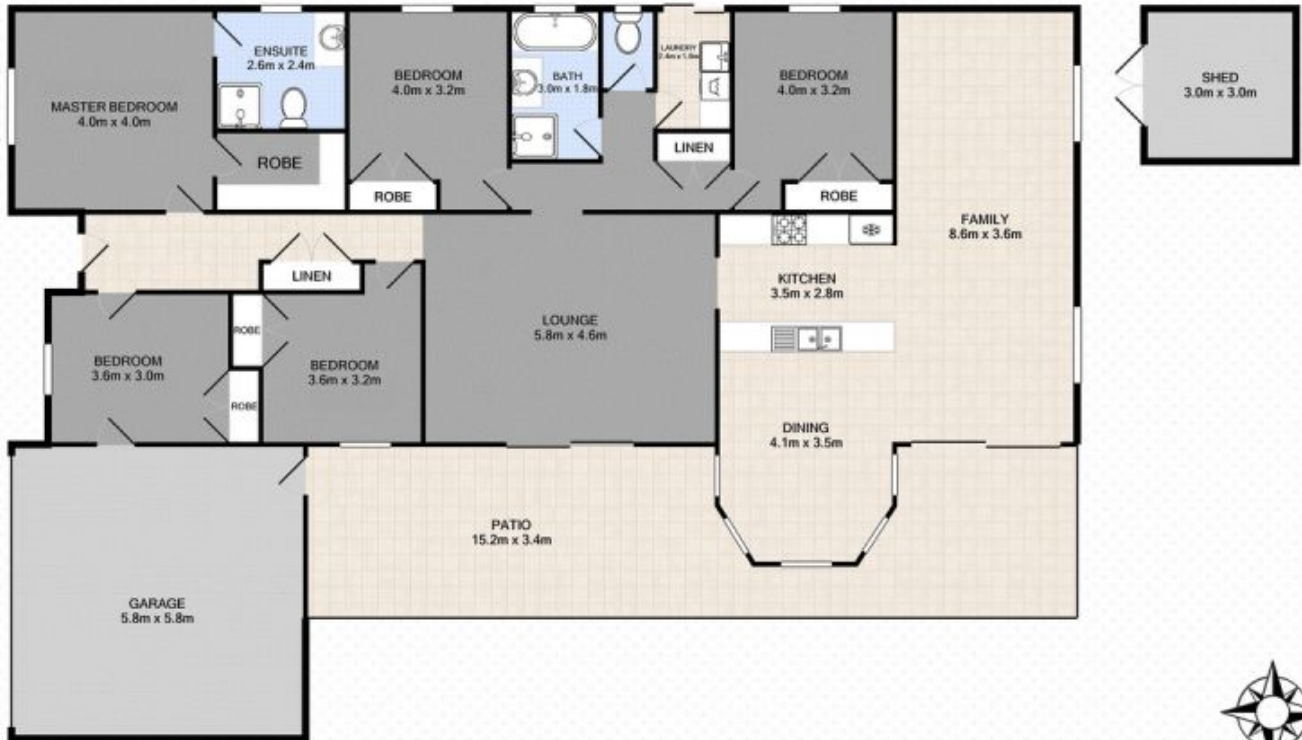 MASTER BEDROOM
4.0m x 4.0m
ENSUITE
2.6m x 2.4m
ROBE
BEDROOM
4.0m x 3.2m
ROBE
BATH
3.0m x 1.8m
LAUNDRY
LINEN
BEDROOM
4.0m x 3.2m
ROBE
FAMILY
8.6m x 3.6m
SHED
3.0m x 3.0m
LINEN
KITCHEN
3.5m x 2.8m
LOUNGE
5.8m x 4.6m
BEDROOM
3.6m x 3.0m
ROBE
ROBE
BEDROOM
3.6m x 3.2m
DINING
4.1m x 3.5m
PATIO
15.2m x 3.4m
GARAGE
5.8m x 5.8m